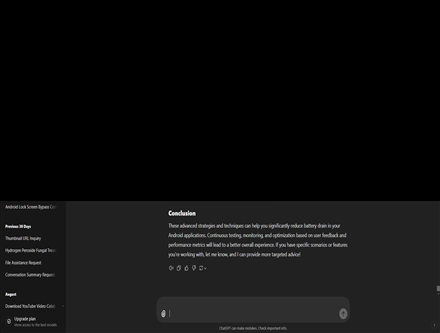 Android Lock Screen Bypass
Previous 30 Days
Thumbnail URL Inquiry
Hydrogen Peroxide Fungal
File Assistance Request
Conversation Summary Request
August
Download YouTube Video
Upgrade plan
More access to the best models
Conclusion
These advanced strategies and techniques can help you significantly reduce battery drain in your
Android applications. Continuous testing, monitoring, and optimization based on user feedback and
performance metrics will lead to a better overall experience. If you have specific scenarios or features
you're working with, let me know, and I can provide more targeted advice!
ChatGPT can make mistakes. Check important info.